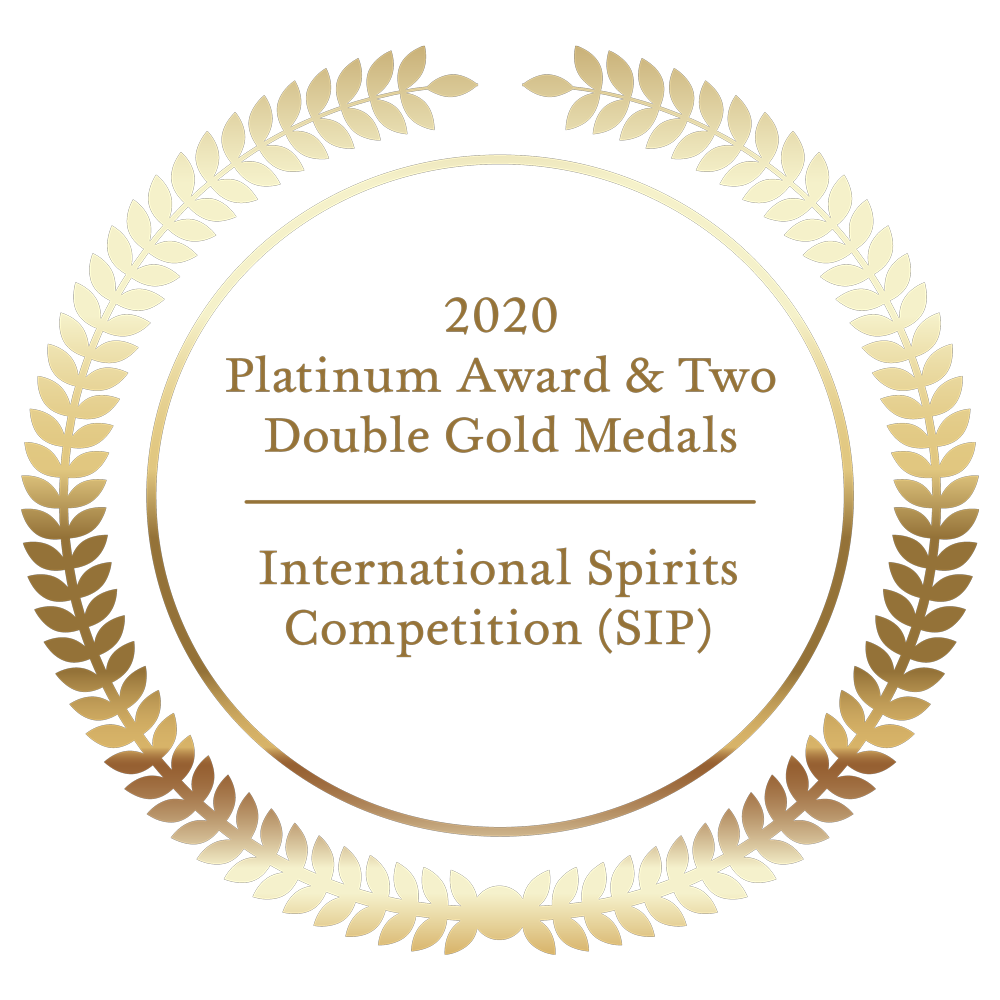 2020
Platinum Award & Two
Double Gold Medals
International Spirits
Competition (SIP)